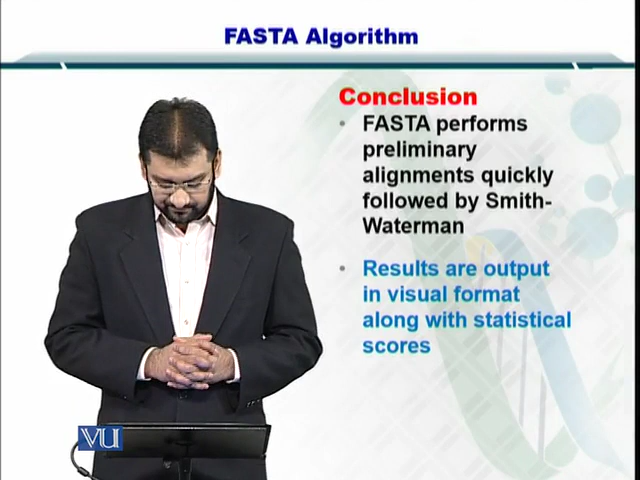 FASTA Algorithm
Conclusion
• FASTA performs
preliminary
alignments quickly
followed by Smith-
Waterman
• Results are output
in visual format
along with statistical
scores
VU